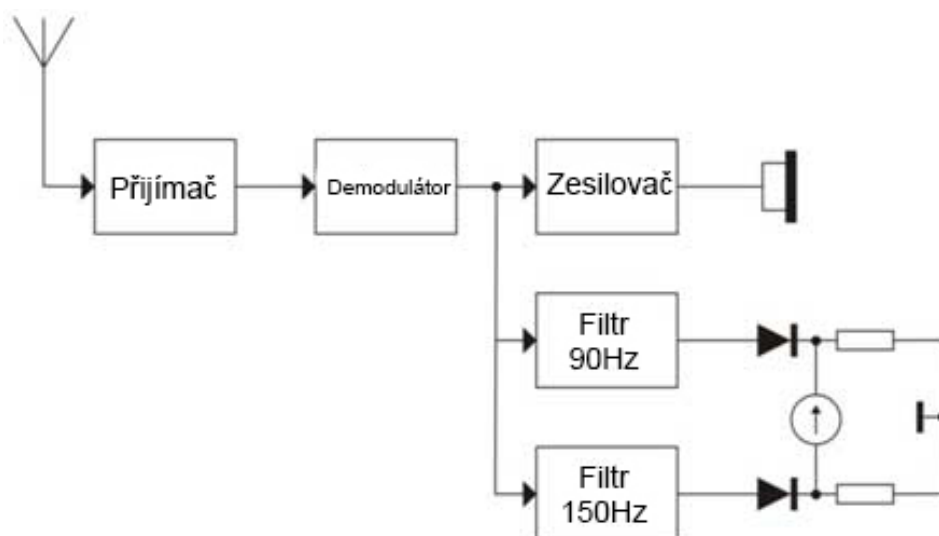 Přijímač
Demodulátor
Zesilovač
Filtr
90Hz
Filtr
150Hz